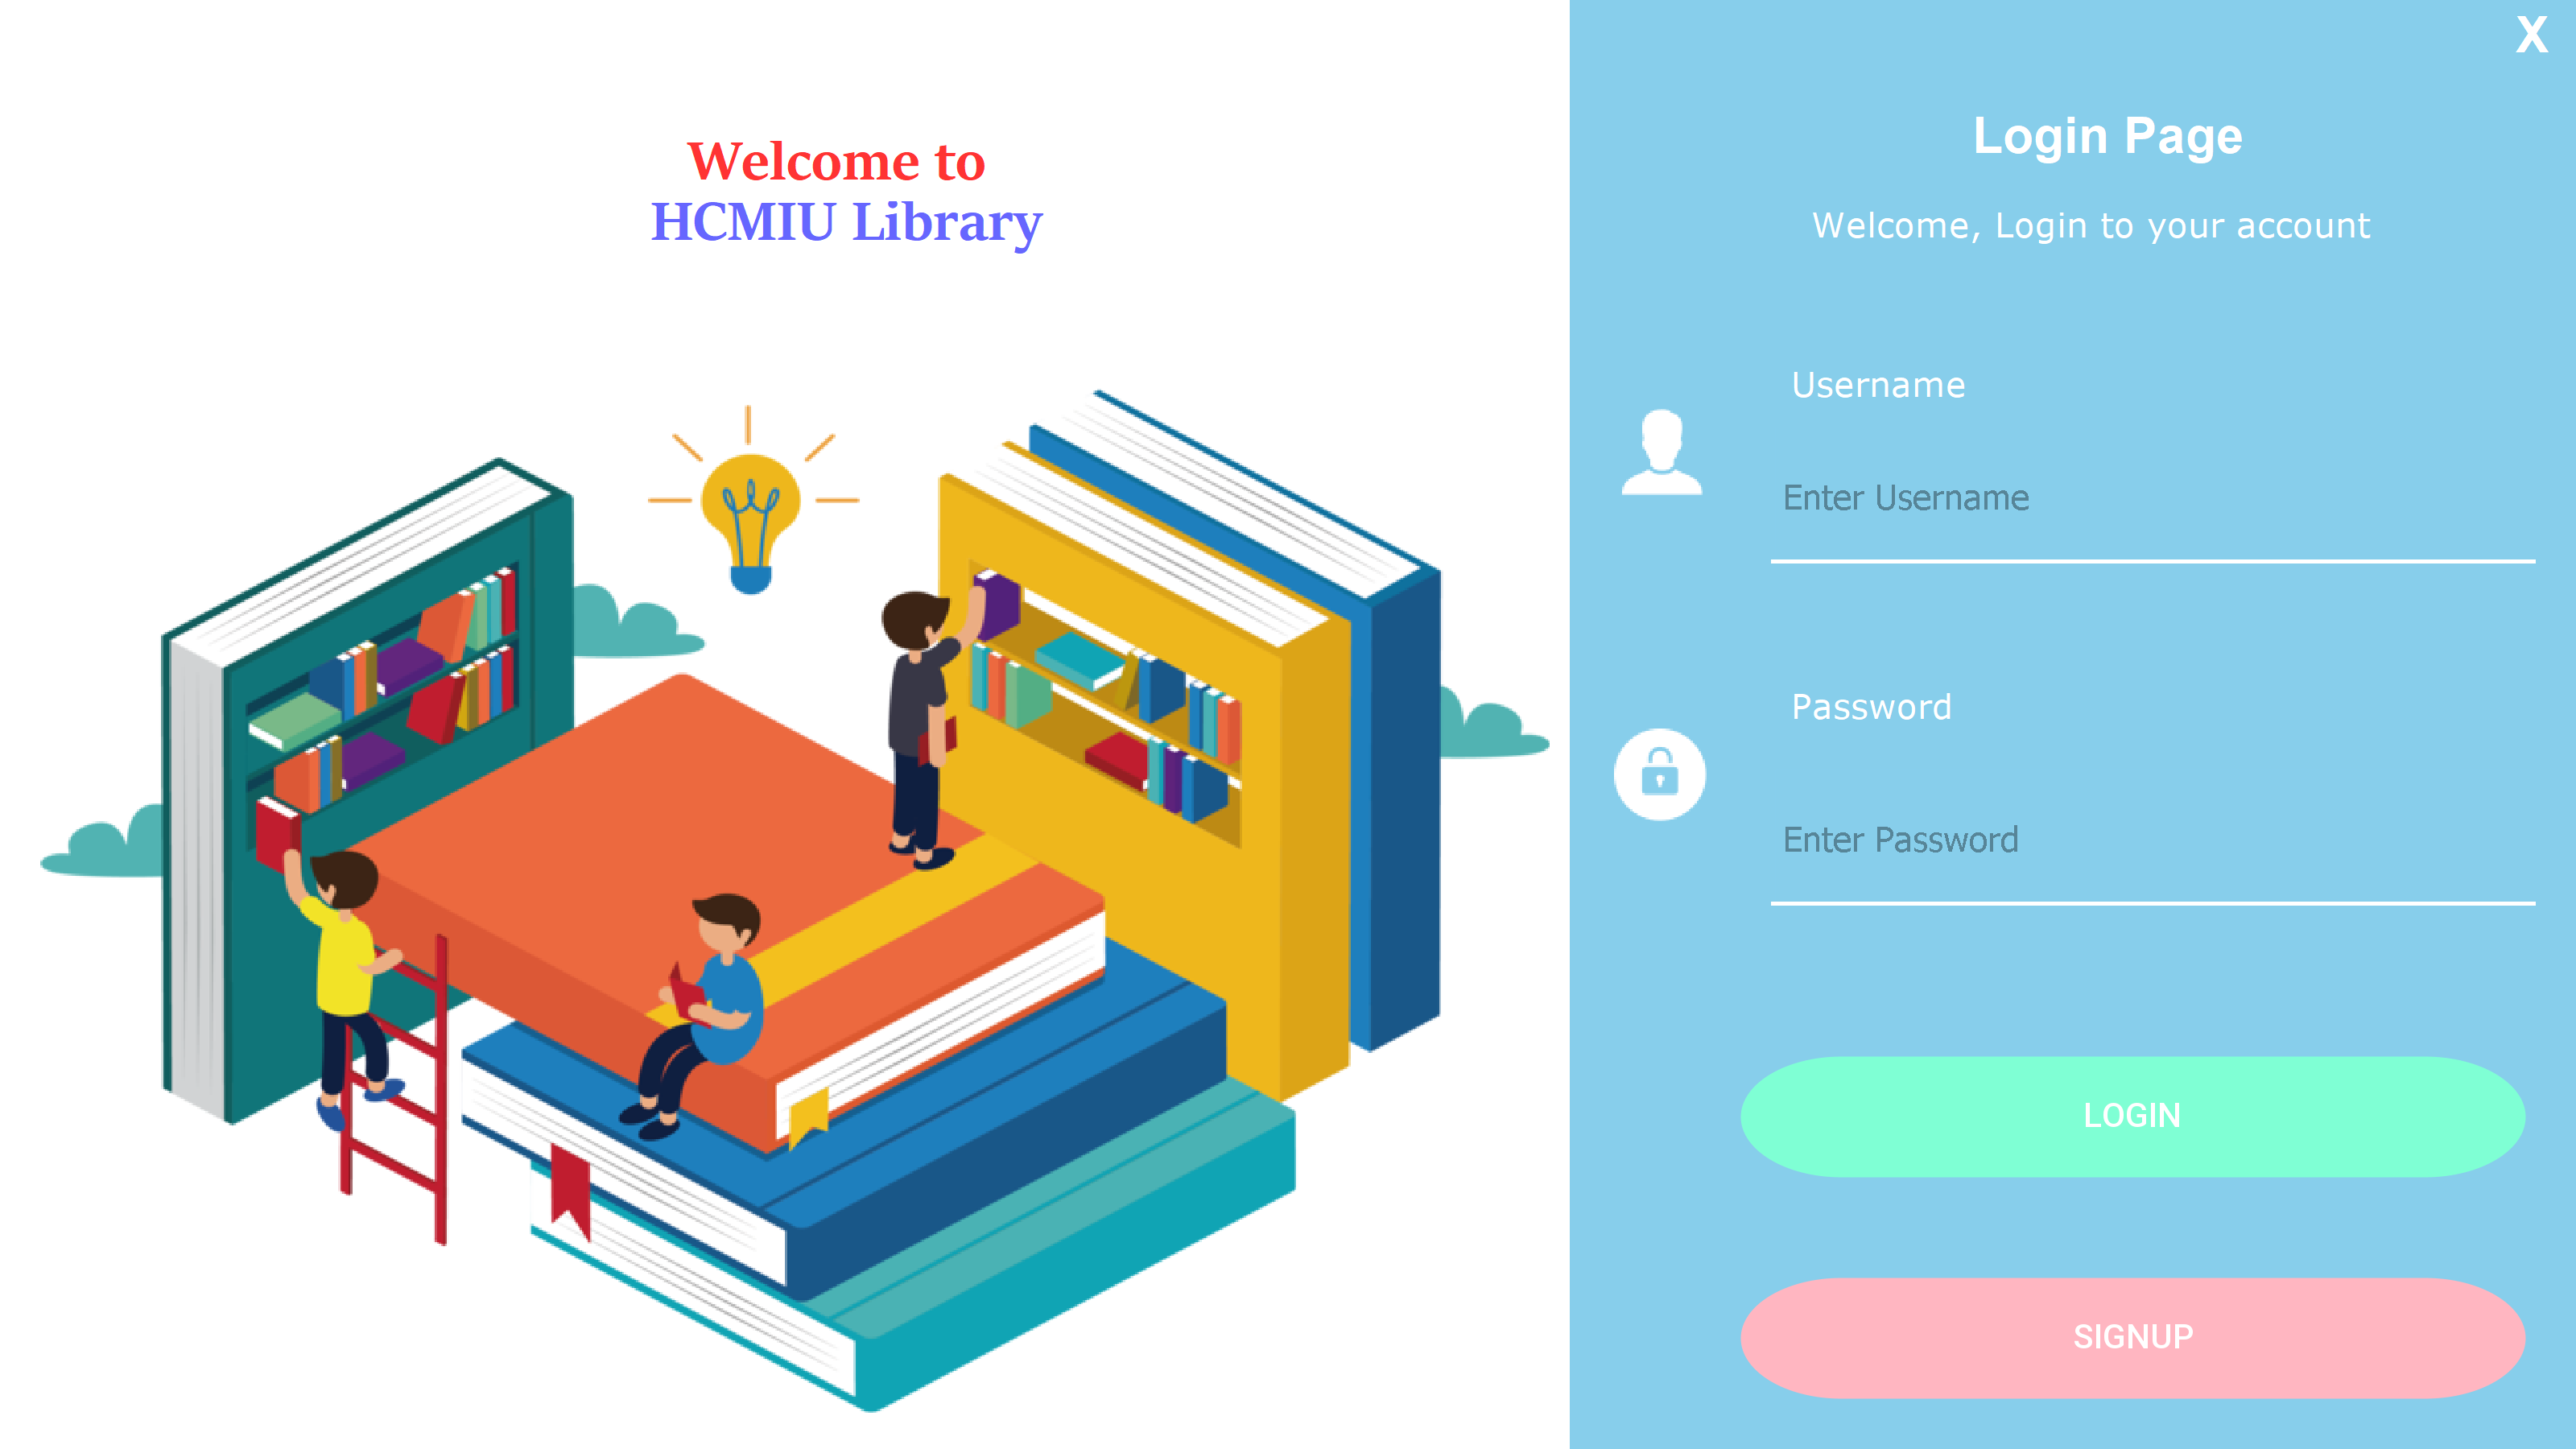 Welcome to
HCMIU Library
X
Login Page
Welcome, Login to your account
Username
Enter Username
Password
Enter Password
LOGIN
SIGNUP